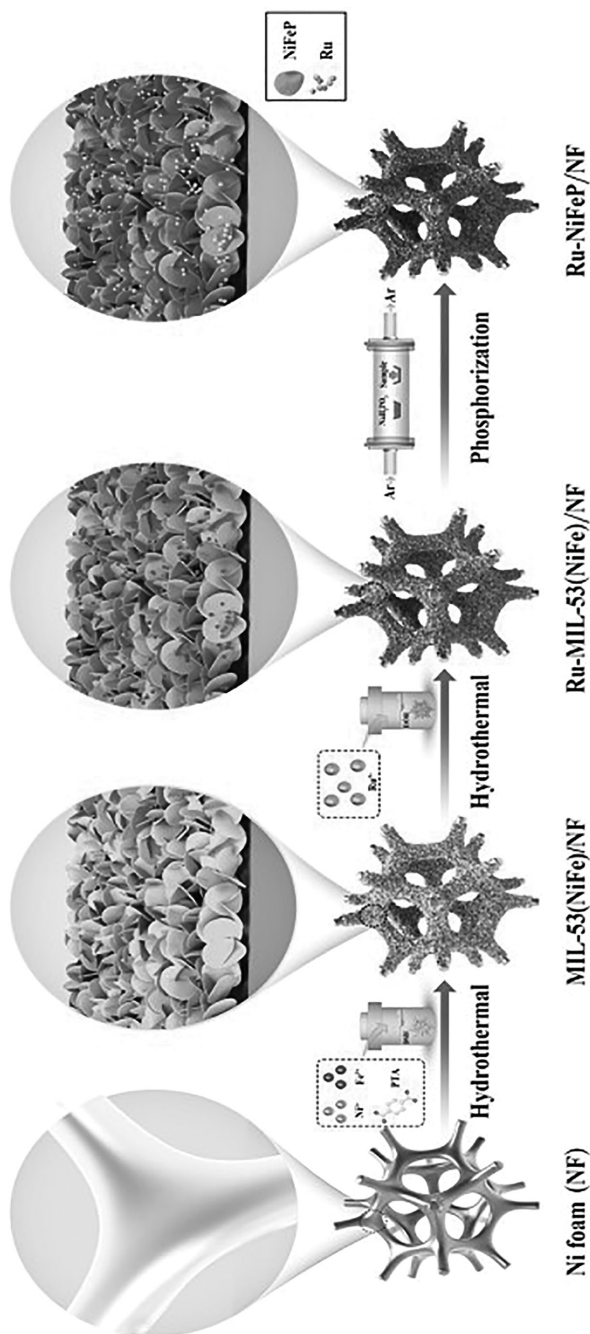 Ni foam (NF)
Hydrothermal
PTA
MIL-53(NiFe)/NF
Hydrothermal
Ru-MIL-53(NiFe)/NF
Phosphorization
Ar
Sample
Ar
Ru-NiFeP/NF
NiFeP
Ru